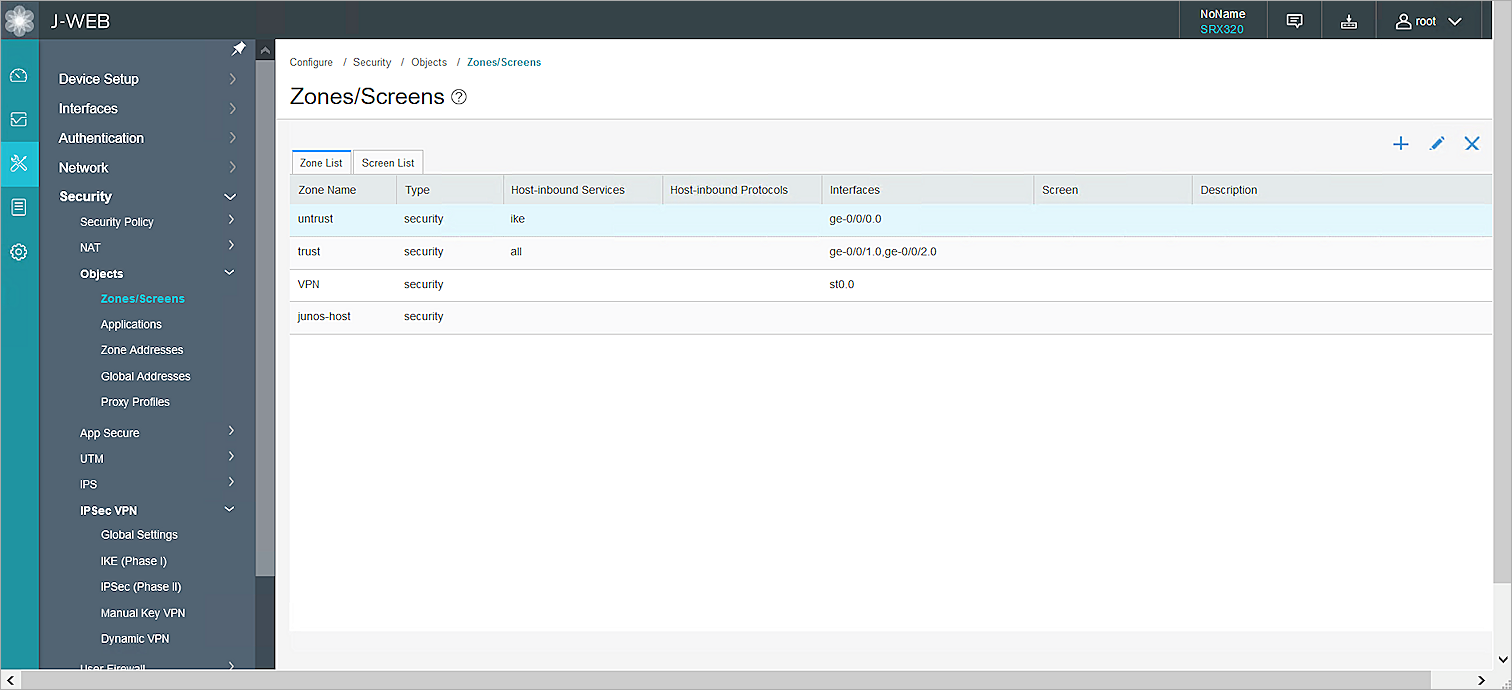 J-WEB
NoName
SRX320
root
Device Setup
Interfaces
Authentication
Network
Security
Security Policy
NAT
Objects
Zones/Screens
Applications
Zone Addresses
Global Addresses
Proxy Profiles
App Secure
UTM
IPS
IPSec VPN
Global Settings
IKE (Phase I)
IPSec (Phase II)
Manual Key VPN
Dynamic VPN
User Firewall
Configure / Security / Objects / Zones/Screens
Zones/Screens ?
Zone List Screen List
Zone Name Type Host-inbound Services Host-inbound Protocols Interfaces Screen Description
untrust security ike ge-0/0/0.0
trust security all ge-0/0/1.0,ge-0/0/2.0
VPN security st0.0
junos-host security